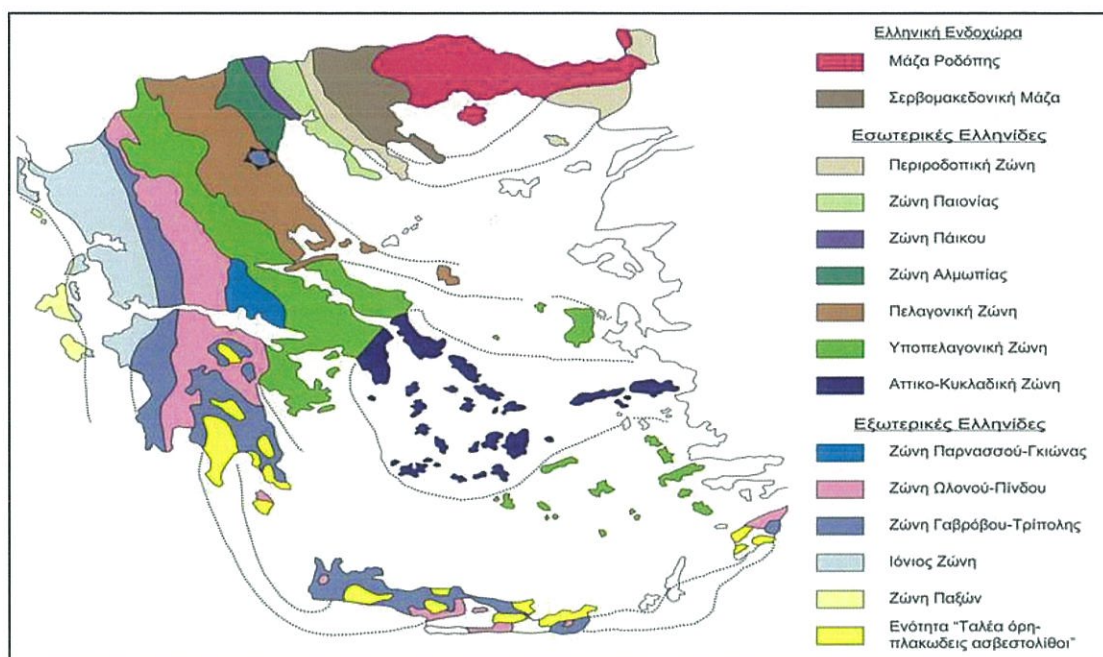 Ελληνική Ενδοχώρα
Μάζα Ροδόπης
Σερβομακεδονική Μάζα
Εσωτερικές Ελληνίδες
Περιροδοπική Ζώνη
Ζώνη Παιονίας
Ζώνη Πάικου
Ζώνη Αλμωπίας
Πελαγονική Ζώνη
Υποπελαγονική Ζώνη
Αττικο-Κυκλαδική Ζώνη
Εξωτερικές Ελληνίδες
Ζώνη Παρνασσού-Γκιώνας
Ζώνη Ωλονού-Πίνδου
Ζώνη Γαβρόβου-Τρίπολης
Ιόνιος Ζώνη
Ζώνη Παξών
Ενότητα "Ταλέα όρη-
πλακωδεις ασβεστολίθοι"